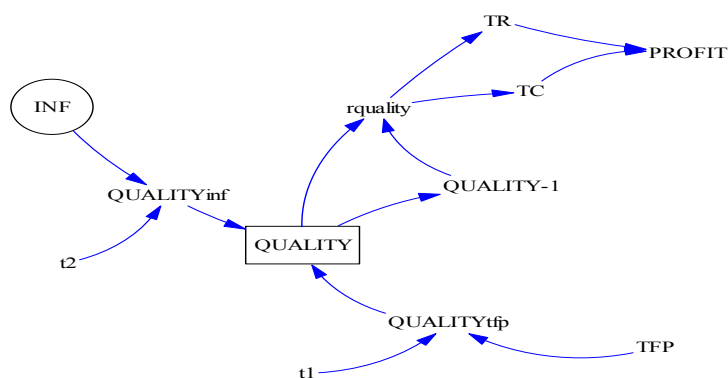 TR
PROFIT
TC
INF
rquality
QUALITY-1
QUALITYinf
QUALITY
t2
QUALITYtfp
TFP
t1